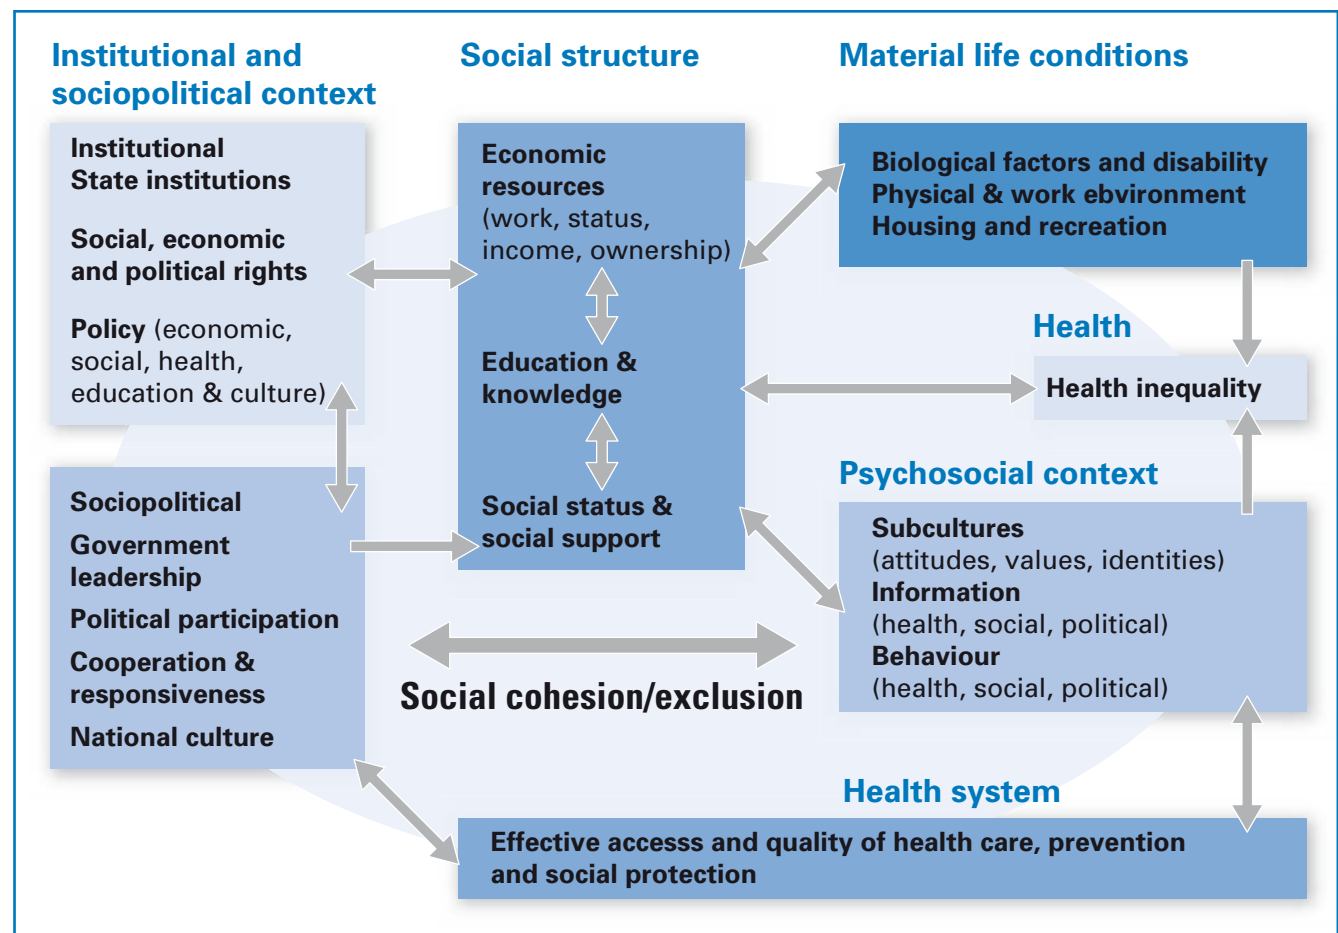 Institutional and
sociopolitical context
Institutional
State institutions
Social, economic
and political rights
Policy (economic,
social, health,
education & culture)
Sociopolitical
Government
leadership
Political participation
Cooperation &
responsiveness
National culture
Social structure
Economic
resources
(work, status,
income, ownership)
Education &
knowledge
Social status &
social support
Social cohesion/exclusion
Material life conditions
Biological factors and disability
Physical & work ebvironment
Housing and recreation
Health
Health inequality
Psychosocial context
Subcultures
(attitudes, values, identities)
Information
(health, social, political)
Behaviour
(health, social, political)
Health system
Effective accesss and quality of health care, prevention
and social protection